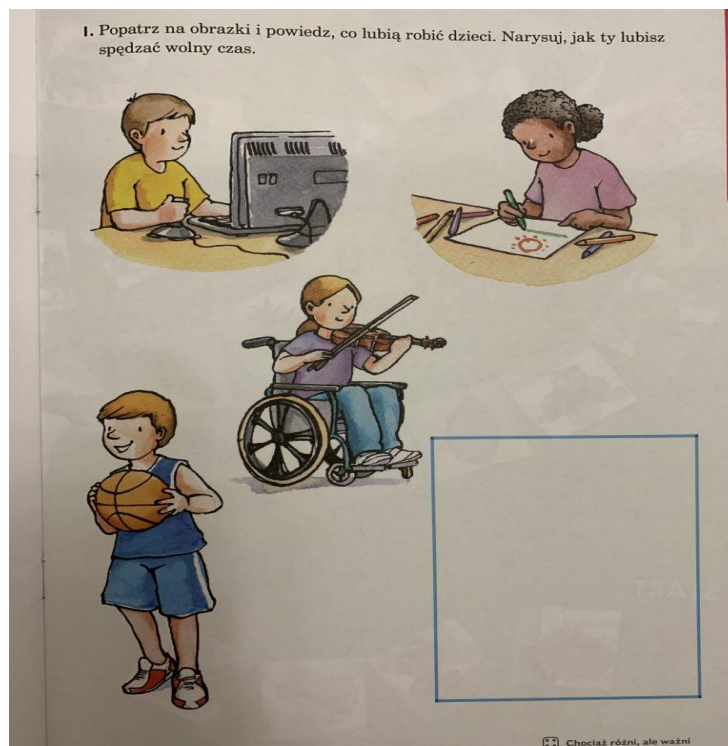 1. Popatrz na obrazki i powiedz, co lubią robić dzieci. Narysuj, jak ty lubisz
spędzać wolny czas.
START
Chociaż różni, ale ważni